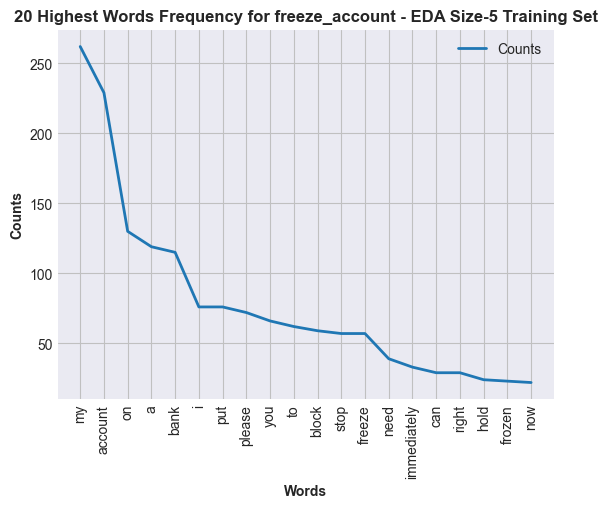 20 Highest Words Frequency for freeze_account - EDA Size-5 Training Set
Counts
250
200
150
100
50
Counts
my
account
on
a
bank
i
put
please
you
to
block
stop
freeze
need
immediately
can
right
hold
frozen
now
Words